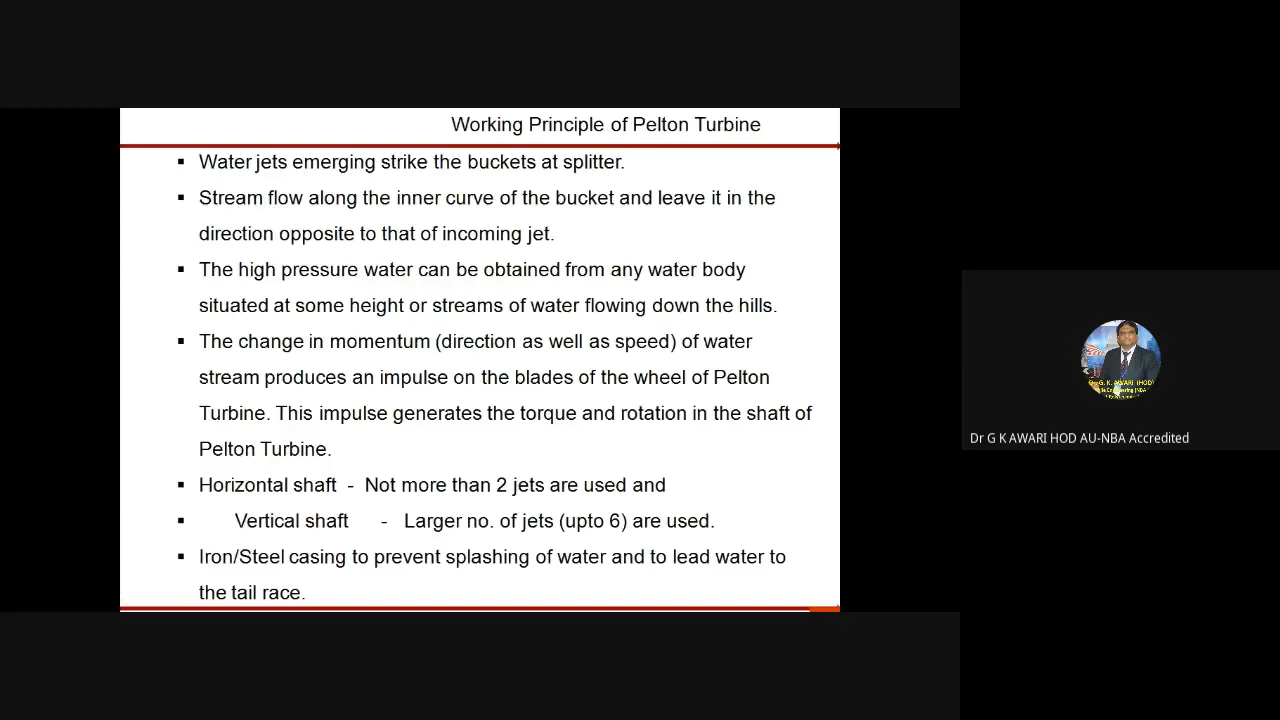 Working Principle of Pelton Turbine
▪ Water jets emerging strike the buckets at splitter.
▪ Stream flow along the inner curve of the bucket and leave it in the
direction opposite to that of incoming jet.
▪ The high pressure water can be obtained from any water body
situated at some height or streams of water flowing down the hills.
▪ The change in momentum (direction as well as speed) of water
stream produces an impulse on the blades of the wheel of Pelton
Turbine. This impulse generates the torque and rotation in the shaft of
Pelton Turbine.
▪ Horizontal shaft - Not more than 2 jets are used and
▪ Vertical shaft - Larger no. of jets (upto 6) are used.
▪ Iron/Steel casing to prevent splashing of water and to lead water to
the tail race.
Dr G. K. AWARI (HOD)
Dr G K AWARI HOD AU-NBA Accredited